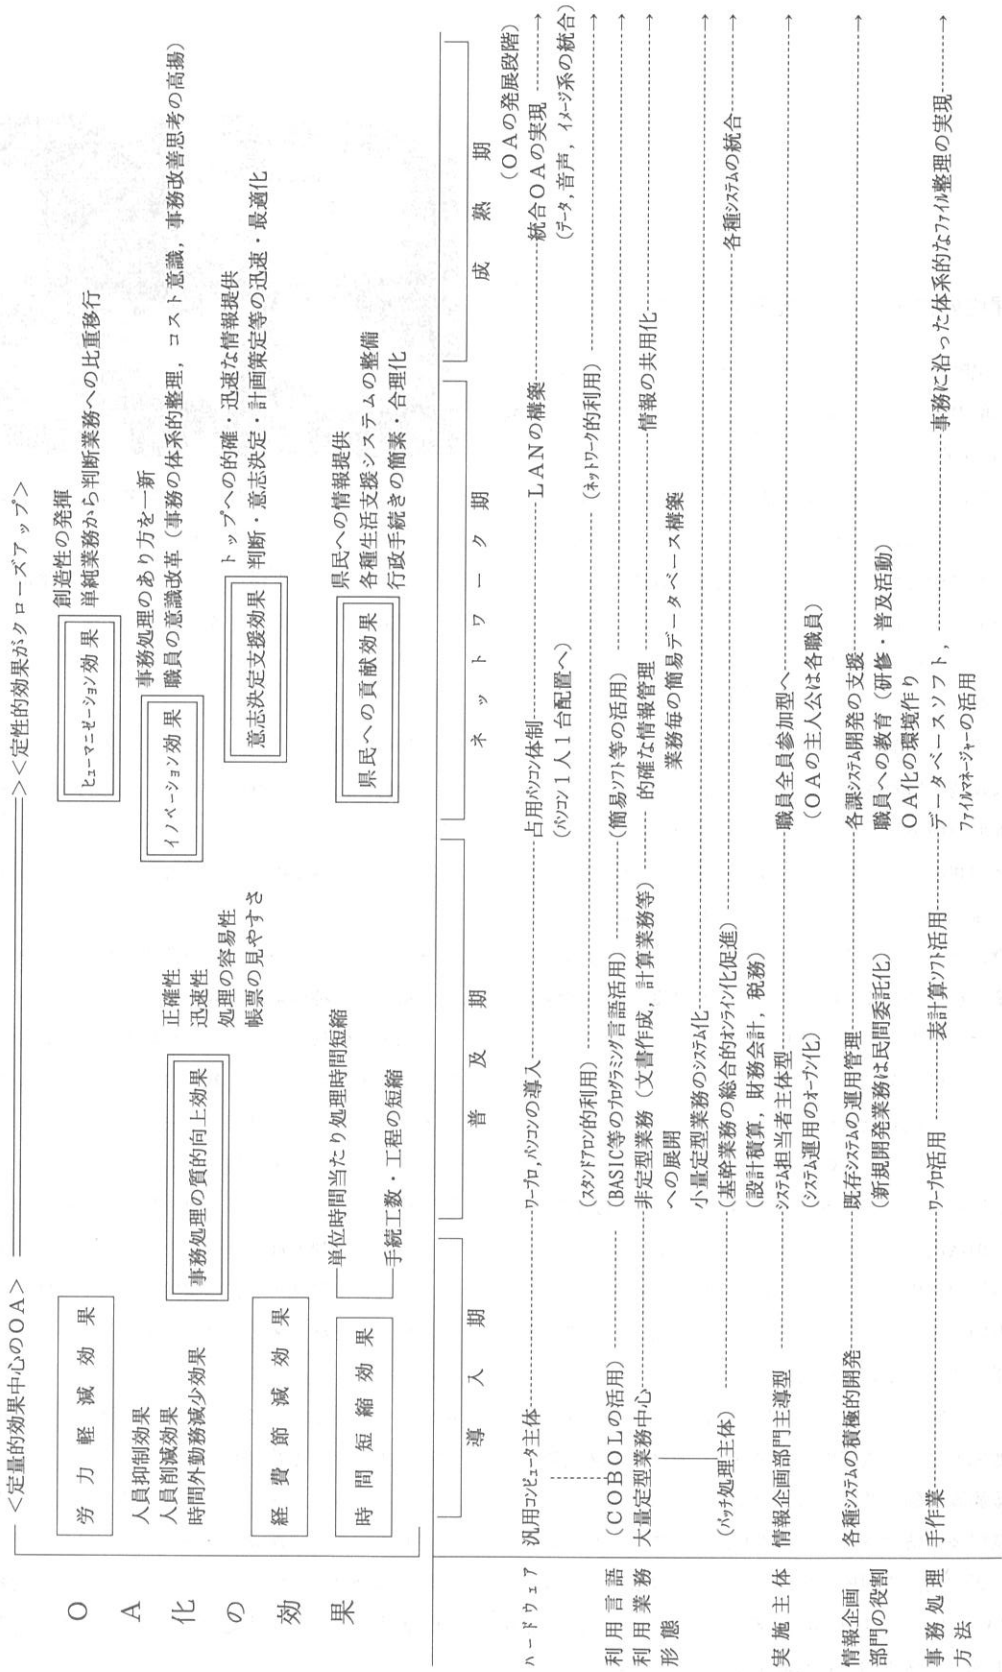 <定量的効果中心のOA> ═══════> <定性的効果がクローズアップ>
OA化の効果
労力軽減効果
人員抑制効果
人員削減効果
時間外勤務減少効果
経費節減効果
時間短縮効果
単位時間当たり処理時間短縮
手続工数・工程の短縮
事務処理の質的向上効果
正確性
迅速性
処理の容易性
帳票の見やすさ
ヒューマニゼーション効果
創造性の発揮
単純業務から判断業務への比重移行
イノベーション効果
事務処理のあり方を一新
職員の意識改革(事務の体系的整理,コスト意識,事務改善思考の高揚)
意志決定支援効果
トップへの的確・迅速な情報提供
判断・意志決定・計画策定等の迅速・最適化
県民への貢献効果
県民への情報提供
各種生活支援システムの整備
行政手続きの簡素・合理化
導入期 普及期 ネットワーク期 成熟期
(OAの発展段階)
ハードウェア 汎用コンピュータ主体------ワープロ,パソコンの導入------占用パソコン体制------LANの構築------統合OAの実現------→
(パソコン1人1台配置へ) (データ,音声,イメージ系の統合)
(スタンドアロン的利用)------(ネットワーク的利用)------→
利用言語 (COBOLの活用)------(BASIC等のプログラミング言語活用)------(簡易ソフト等の活用)------→
利用業務 大量定型業務中心------非定型業務(文書作成,計算業務等)------的確な情報管理------情報の共用化------→
形態 への展開 業務毎の簡易データベース構築
小量定型業務のシステム化------→
(バッチ処理主体)------(基幹業務の総合的オンライン化促進)------各種システムの統合------→
(設計積算,財務会計,税務)
実施主体 情報企画部門主導型------システム担当者主体型------職員全員参加型へ------→
(システム運用のオープン化) (OAの主人公は各職員)
情報企画 各種システムの積極的開発------既存システムの運用管理------各課システム開発の支援------→
部門の役割 (新規開発業務は民間委託化) 職員への教育(研修・普及活動)
OA化の環境作り
事務処理 手作業------ワープロ活用------表計算ソフト活用------データベースソフト,------事務に沿った体系的なファイル整理の実現------→
方法 ファイルマネージャーの活用